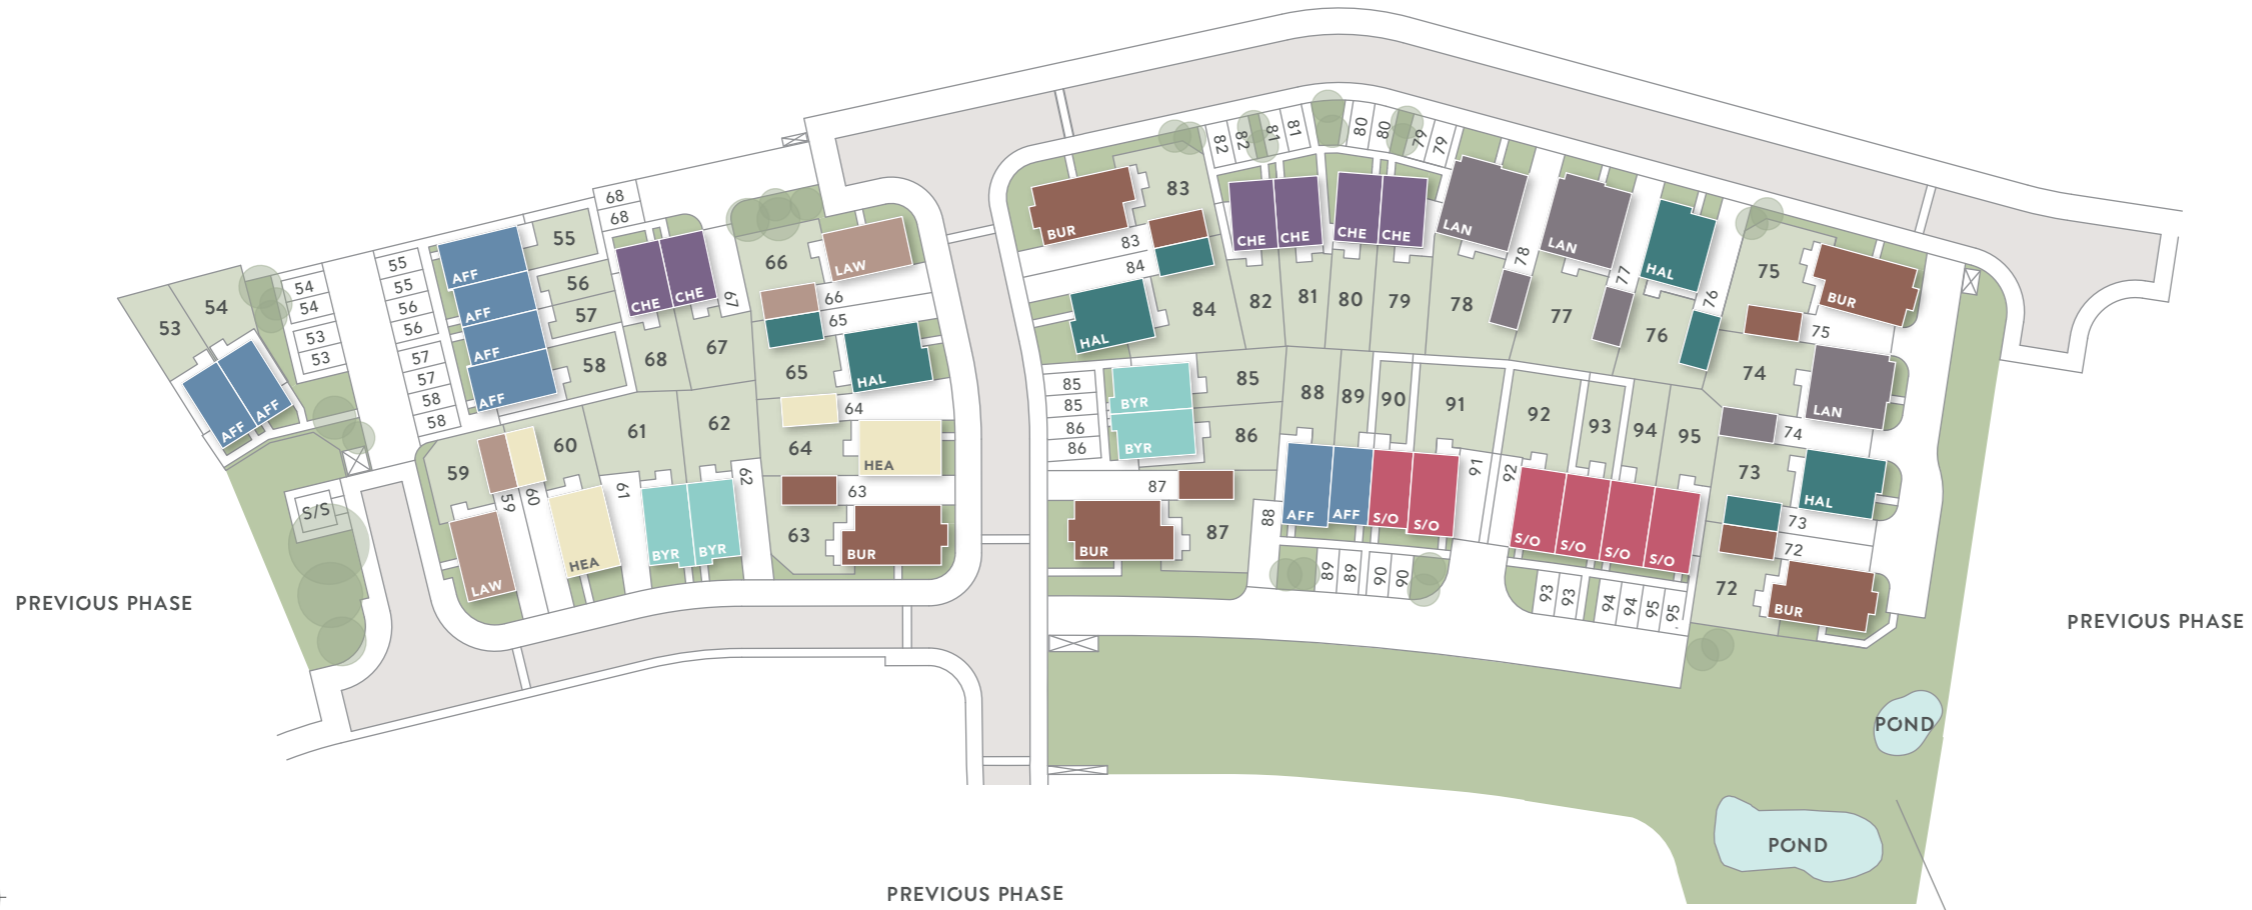 53
54
AFF
AFF
54
54
53
53
S/S
55
55
56
56
57
57
58
58
AFF
AFF
AFF
AFF
55
56
57
58
68
68
CHE
CHE
67
68
67
66
LAW
66
65
65
HAL
64
64
HEA
63
63
BUR
59
60
61
62
59
60
61
62
LAW
HEA
BYR
BYR
BUR
83
83
84
84
HAL
82
82
81
81
80
80
79
79
CHE
CHE
CHE
CHE
LAN
LAN
HAL
78
77
76
82
81
80
79
78
77
76
75
BUR
75
74
LAN
74
73
HAL
73
72
72
BUR
85
85
86
86
BYR
BYR
85
86
87
87
BUR
88
89
90
91
92
93
94
95
AFF
AFF
S/O
S/O
91
92
S/O
S/O
S/O
S/O
88
89
89
90
90
93
93
94
94
95
95
PREVIOUS PHASE
PREVIOUS PHASE
POND
POND
PREVIOUS PHASE